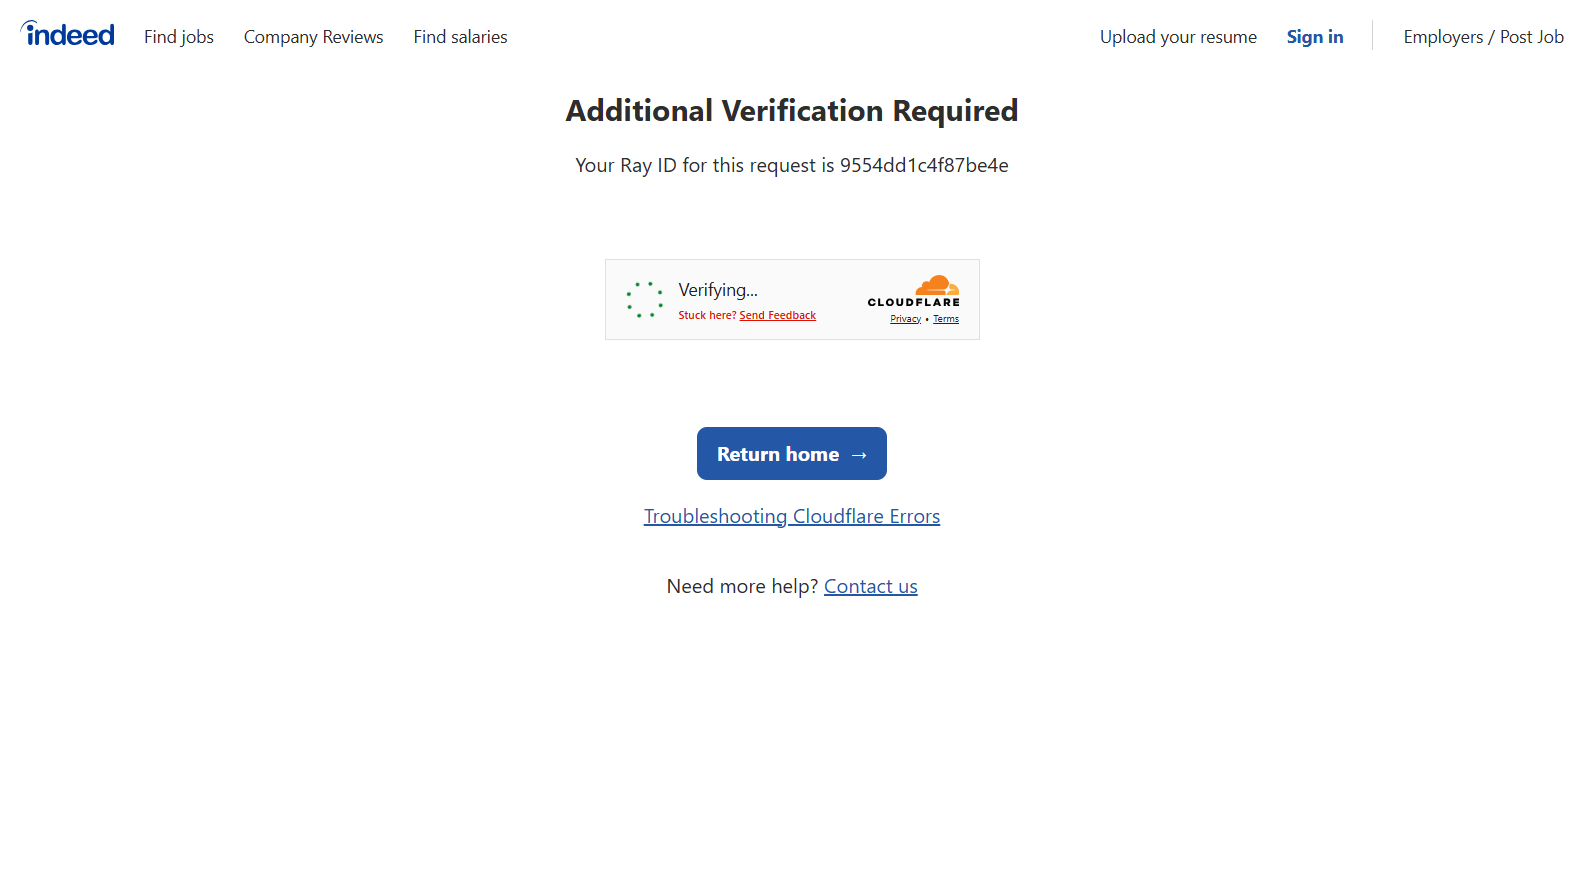 indeed Find jobs Company Reviews Find salaries Upload your resume Sign in Employers / Post Job
Additional Verification Required
Your Ray ID for this request is 9554dd1c4f87be4e
Verifying...
Stuck here? Send Feedback
CLOUDFLARE
Privacy • Terms
Return home →
Troubleshooting Cloudflare Errors
Need more help? Contact us